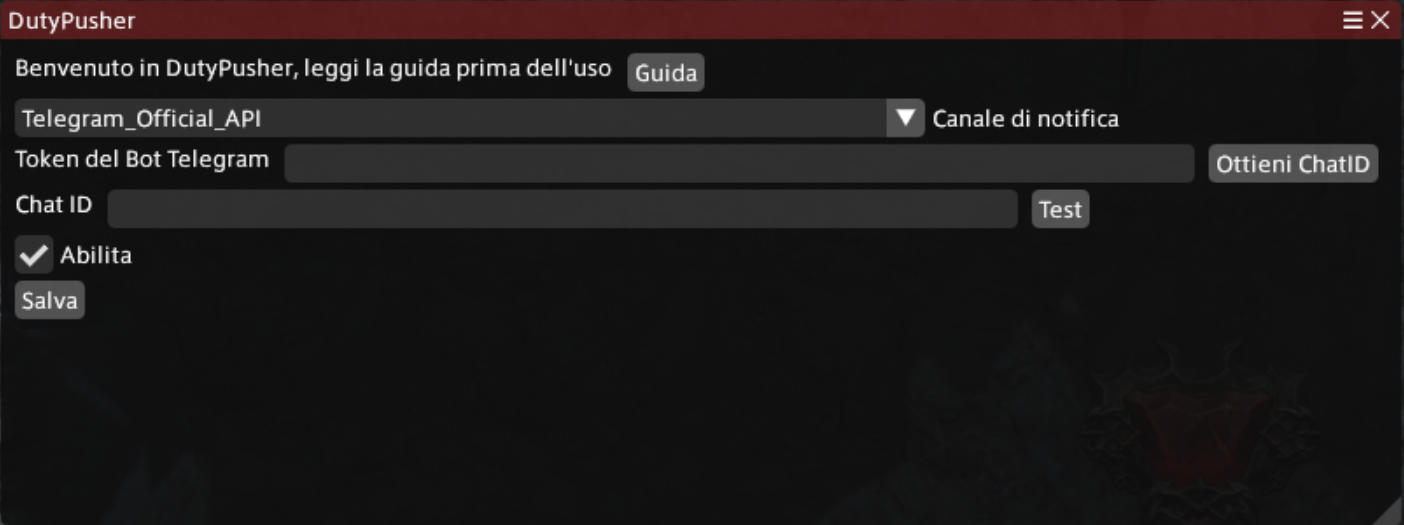 DutyPusher
Benvenuto in DutyPusher, leggi la guida prima dell'uso Guida
Telegram_Official_API Canale di notifica
Token del Bot Telegram Ottieni ChatID
Chat ID Test
Abilita
Salva